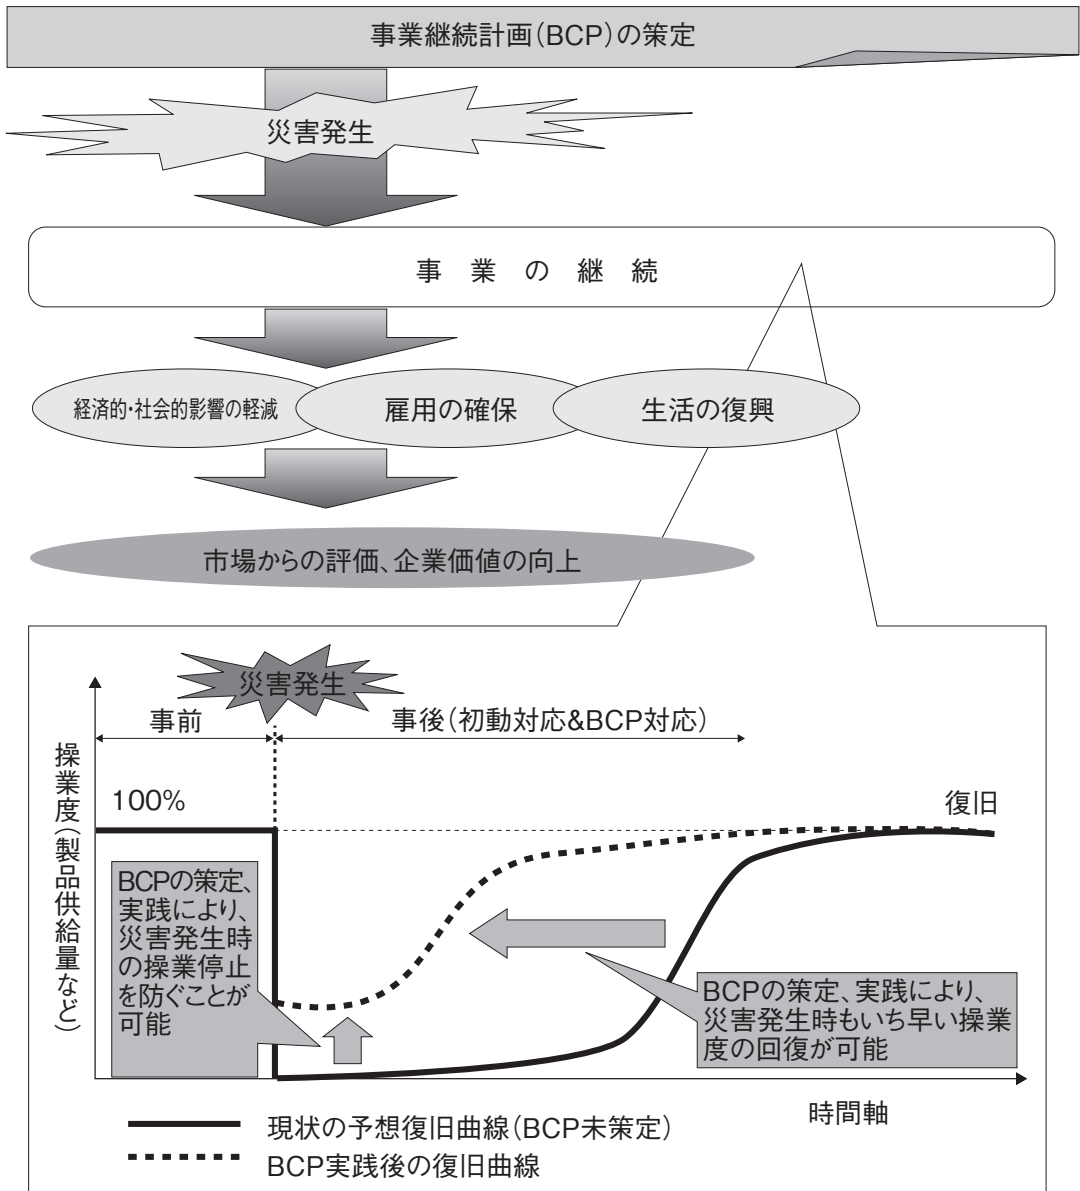 事業継続計画(BCP)の策定
災害発生
事業の継続
経済的・社会的影響の軽減
雇用の確保
生活の復興
市場からの評価、企業価値の向上
災害発生
事前
事後(初動対応&BCP対応)
操業度(製品供給量など)
100%
復旧
BCPの策定、
実践により、
災害発生時
の操業停止
を防ぐことが
可能
BCPの策定、実践により、
災害発生時もいち早い操業
度の回復が可能
時間軸
現状の予想復旧曲線(BCP未策定)
BCP実践後の復旧曲線